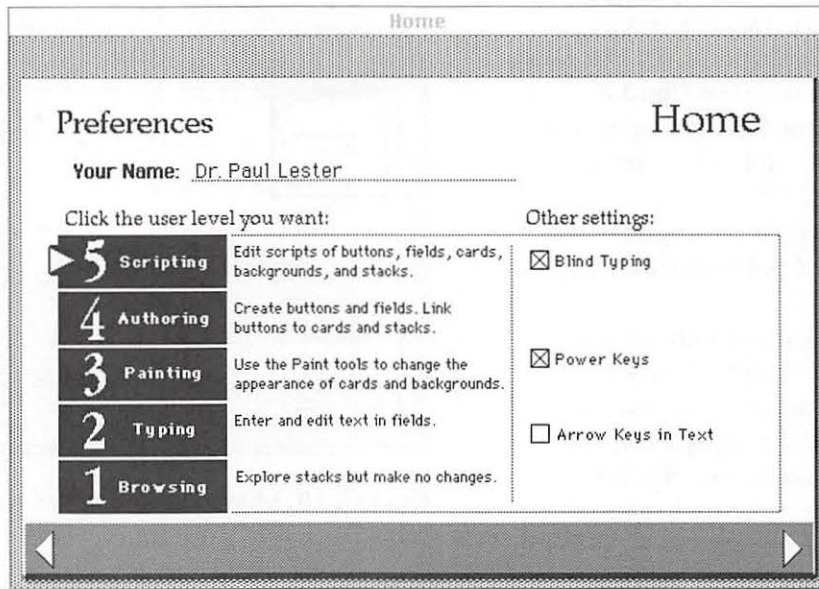 Home
Preferences
Home
Your Name: Dr. Paul Lester
Click the user level you want:
Other settings:
5 Scripting
Edit scripts of buttons, fields, cards,
backgrounds, and stacks.
4 Authoring
Create buttons and fields. Link
buttons to cards and stacks.
3 Painting
Use the Paint tools to change the
appearance of cards and backgrounds.
2 Typing
Enter and edit text in fields.
1 Browsing
Explore stacks but make no changes.
Blind Typing
Power Keys
Arrow Keys in Text